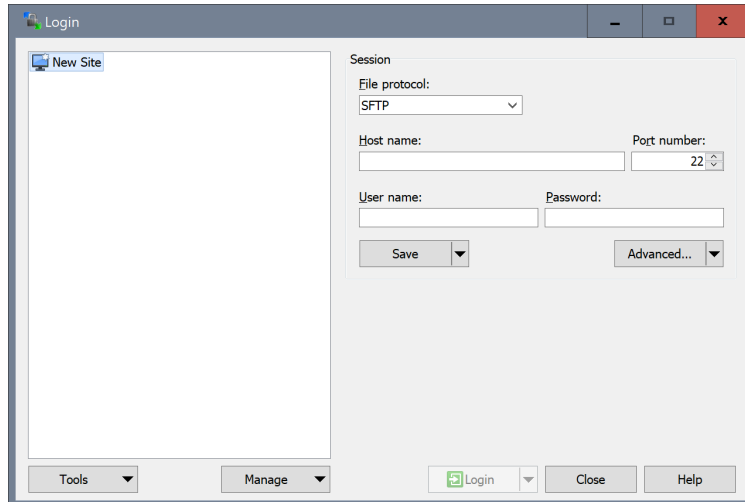 Login
New Site
Session
File protocol:
SFTP
Host name:
Port number:
22
User name:
Password:
Save
Advanced...
Tools
Manage
Login
Close
Help